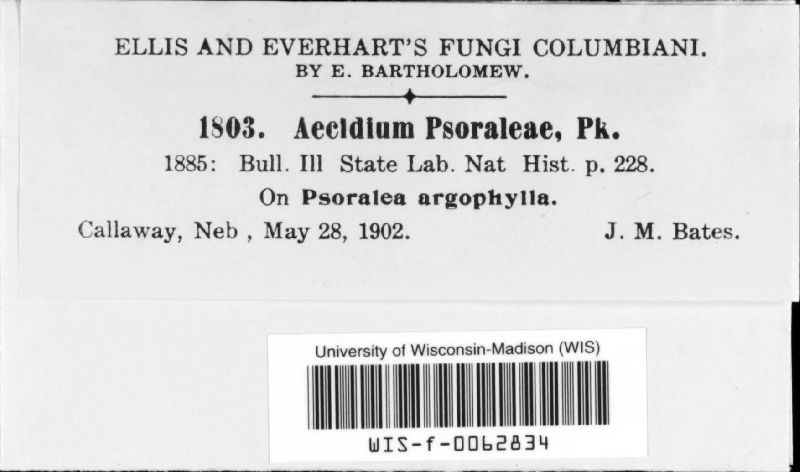 ELLIS AND EVERHART'S FUNGI COLUMBIANI.
BY E. BARTHOLOMEW.
1803. Aecidium Psoraleae, Pk.
1885: Bull. Ill State Lab. Nat Hist. p. 228.
On Psoralea argophylla.
Callaway, Neb , May 28, 1902. J. M. Bates.
University of Wisconsin-Madison (WIS)
WIS-f-0062834